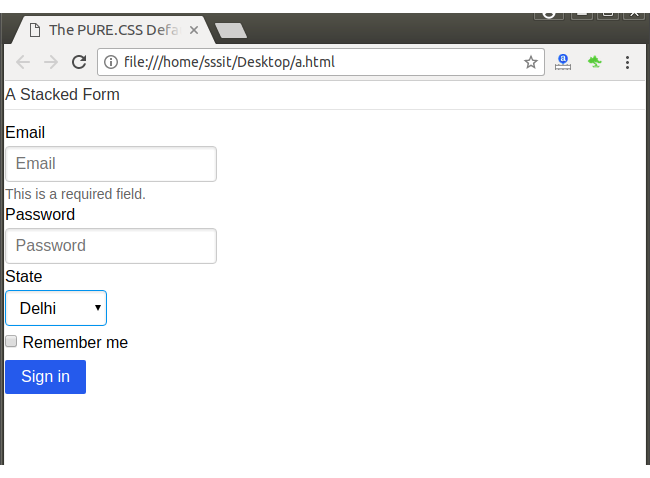 The PURE.CSS Defa
file:///home/sssit/Desktop/a.html
a
A Stacked Form
Email
Email
This is a required field.
Password
Password
State
Delhi
Remember me
Sign in